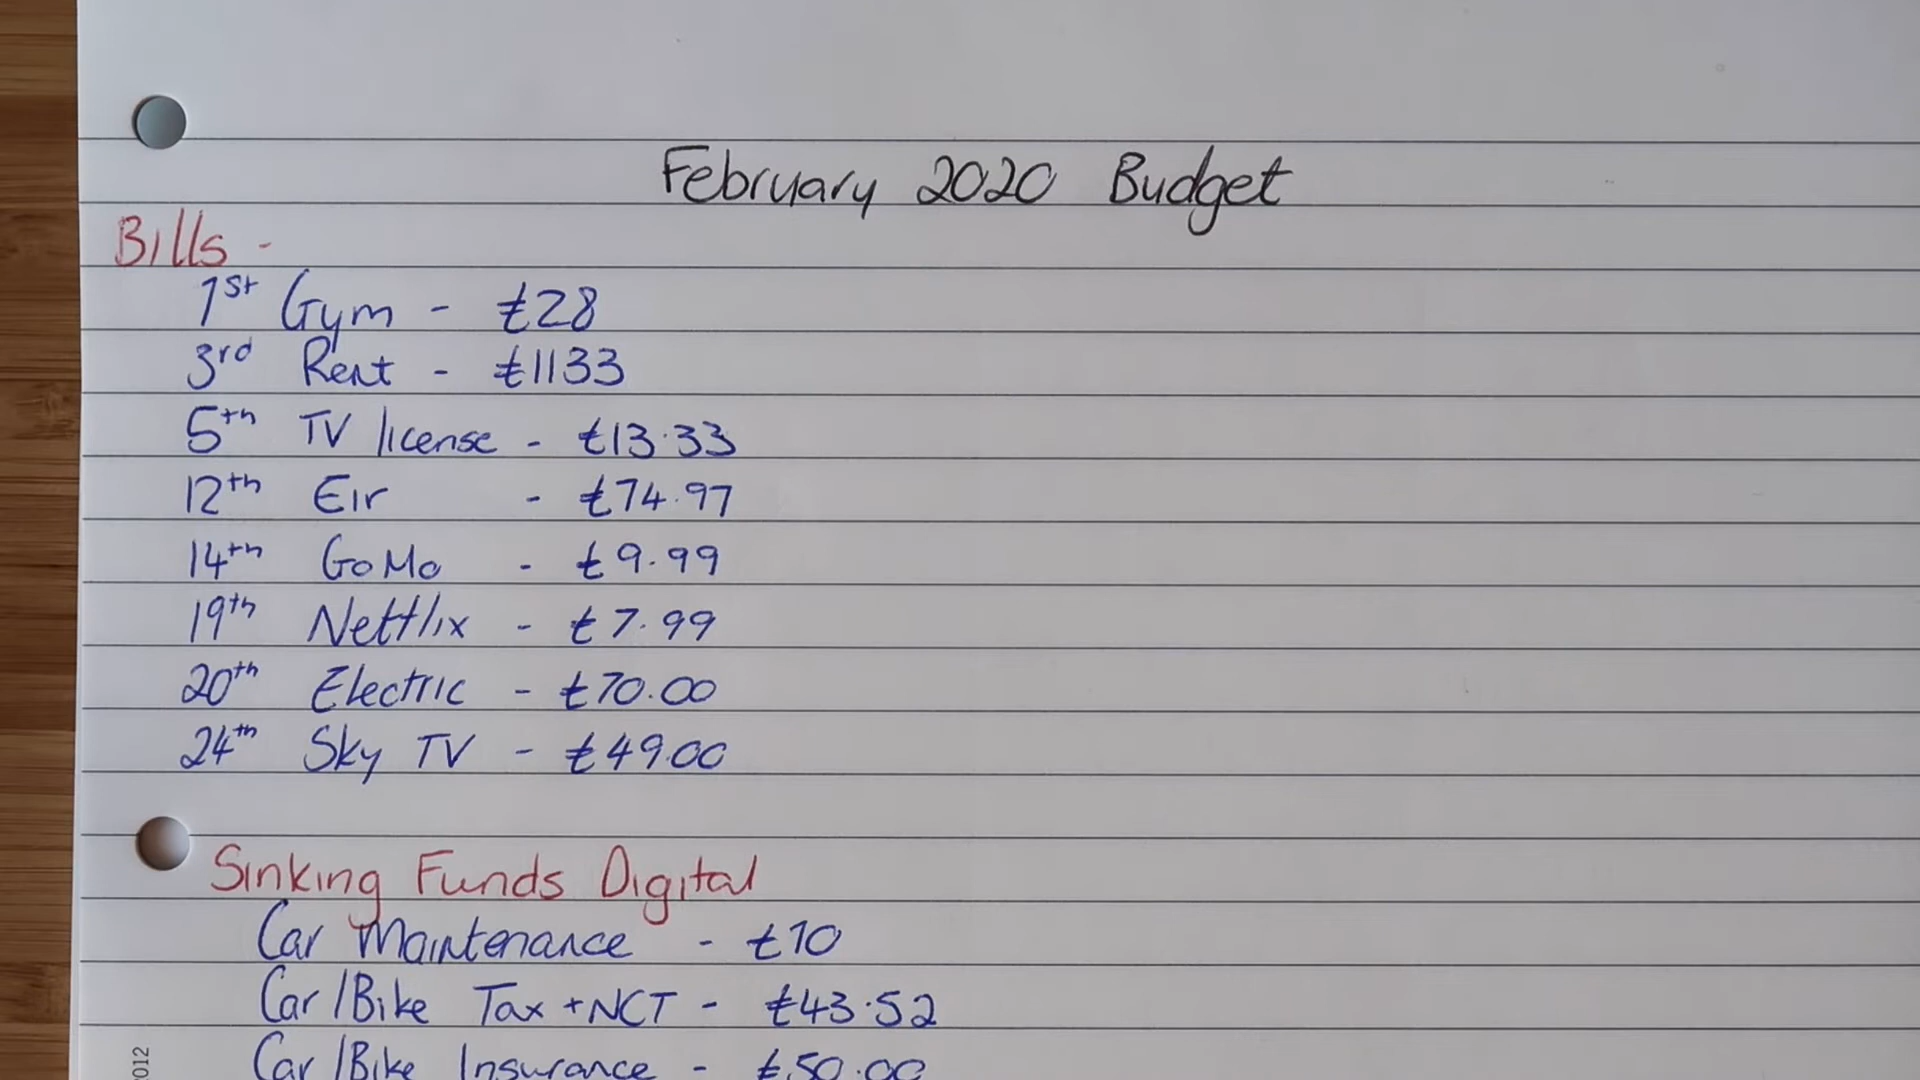 February 2020 Budget
Bills -
1st Gym - £28
3rd Rent - £1133
5th TV license - £13.33
12th Eir - £74.97
14th GoMo - £9.99
19th Netflix - £7.99
20th Electric - £70.00
24th Sky TV - £49.00
Sinking Funds Digital
Car Maintenance - £10
Car/Bike Tax + NCT - £43.52
Car/Bike Insurance - £50.00
2012